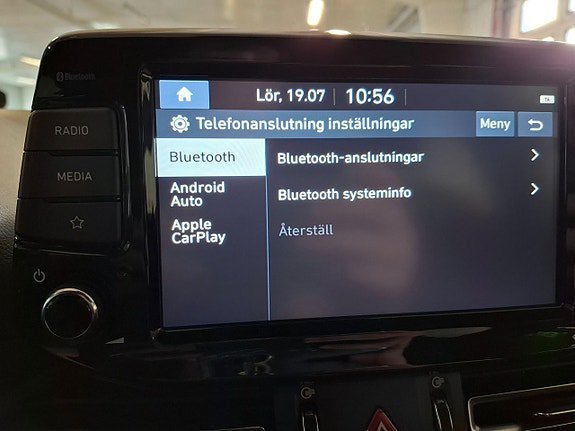 Bluetooth
RADIO
MEDIA
Lör, 19.07 10:56
Telefonanslutning inställningar Meny
Bluetooth
Android
Auto
Apple
CarPlay
Bluetooth-anslutningar
Bluetooth systeminfo
Återställ